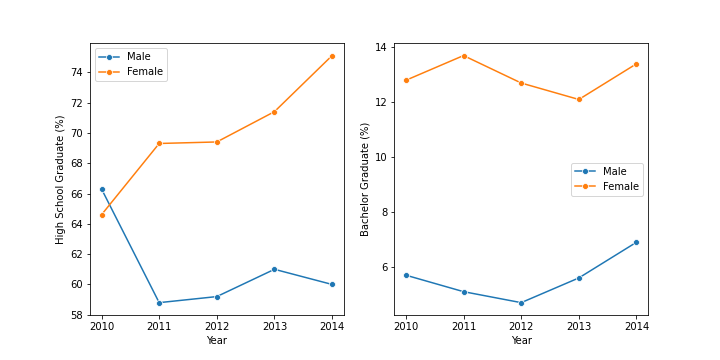 Male
Female
74
72
70
68
66
64
62
60
58
High School Graduate (%)
2010 2011 2012 2013 2014
Year
14
12
10
8
6
Bachelor Graduate (%)
Male
Female
2010 2011 2012 2013 2014
Year